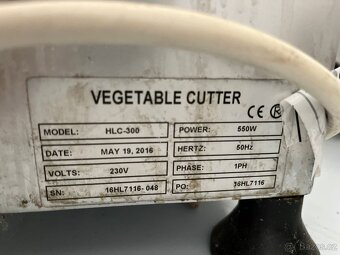 VEGETABLE CUTTER
CE R
MODEL: HLC-300 POWER: 550W
DATE: MAY 19, 2016 HERTZ: 50Hz
VOLTS: 230V PHASE: 1PH
SN: 16HL7116-048 PO: 16HL7116